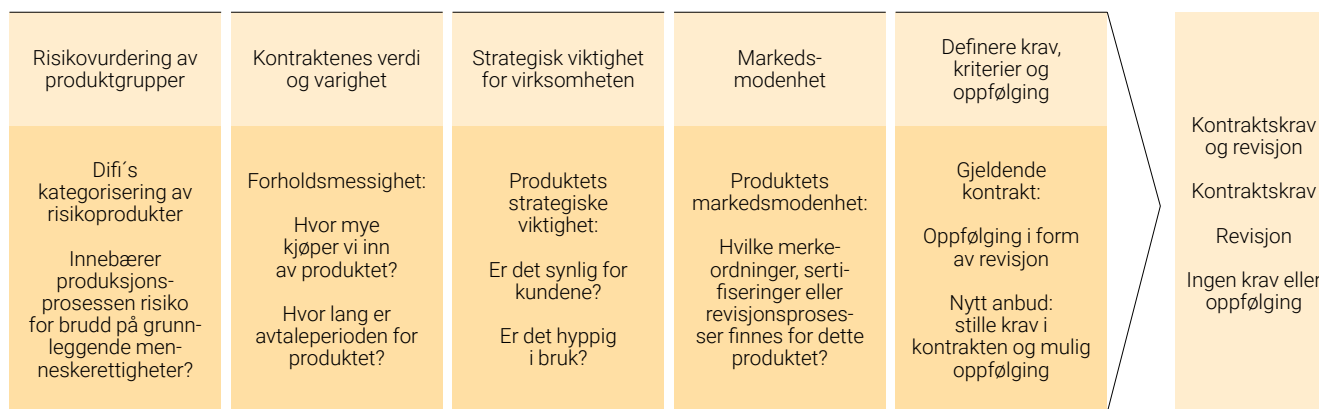 Risikovurdering av
produktgrupper
Difi´s
kategorisering av
risikoprodukter
Innebærer
produksjons-
prosessen risiko
for brudd på grunn-
leggende men-
neskerettigheter?
Kontraktenes verdi
og varighet
Forholdsmessighet:
Hvor mye
kjøper vi inn
av produktet?
Hvor lang er
avtaleperioden for
produktet?
Strategisk viktighet
for virksomheten
Produktets
strategiske
viktighet:
Er det synlig for
kundene?
Er det hyppig
i bruk?
Markeds-
modenhet
Produktets
markedsmodenhet:
Hvilke merke-
ordninger, serti-
fiseringer eller
revisjonsproses-
ser finnes for dette
produktet?
Definere krav,
kriterier og
oppfølging
Gjeldende
kontrakt:
Oppfølging i form
av revisjon
Nytt anbud:
stille krav i
kontrakten og mulig
oppfølging
Kontraktskrav
og revisjon
Kontraktskrav
Revisjon
Ingen krav eller
oppfølging